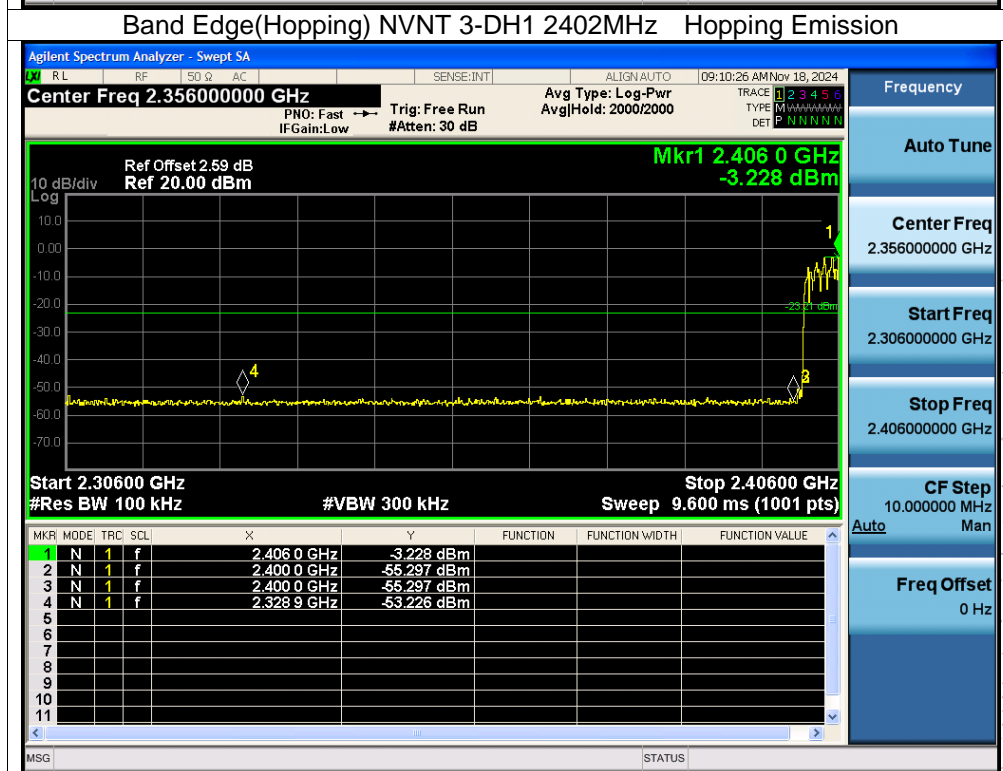 Band Edge(Hopping) NVNT 3-DH1 2402MHz Hopping Emission
Agilent Spectrum Analyzer - Swept SA
LXI RL RF 50 Ω AC SENSE:INT ALIGN AUTO 09:10:26 AM Nov 18, 2024
Center Freq 2.356000000 GHz
PNO: Fast
IFGain:Low
Trig: Free Run
#Atten: 30 dB
Avg Type: Log-Pwr
Avg|Hold: 2000/2000
TRACE 1 2 3 4 5 6
TYPE M W W W W W
DET P N N N N N
Mkr1 2.406 0 GHz
-3.228 dBm
Ref Offset 2.59 dB
10 dB/div Ref 20.00 dBm
Log
10.0
0.00
-10.0
-20.0
-30.0
-40.0
-50.0
-60.0
-70.0
1
-23.21 dBm
4
Start 2.30600 GHz Stop 2.40600 GHz
#Res BW 100 kHz #VBW 300 kHz Sweep 9.600 ms (1001 pts)
MKR MODE TRC SCL X Y FUNCTION FUNCTION WIDTH FUNCTION VALUE
1 N 1 f 2.406 0 GHz -3.228 dBm
2 N 1 f 2.400 0 GHz -55.297 dBm
3 N 1 f 2.400 0 GHz -55.297 dBm
4 N 1 f 2.328 9 GHz -53.226 dBm
5
6
7
8
9
10
11
MSG STATUS
Frequency
Auto Tune
Center Freq
2.356000000 GHz
Start Freq
2.306000000 GHz
Stop Freq
2.406000000 GHz
CF Step
10.000000 MHz
Auto Man
Freq Offset
0 Hz